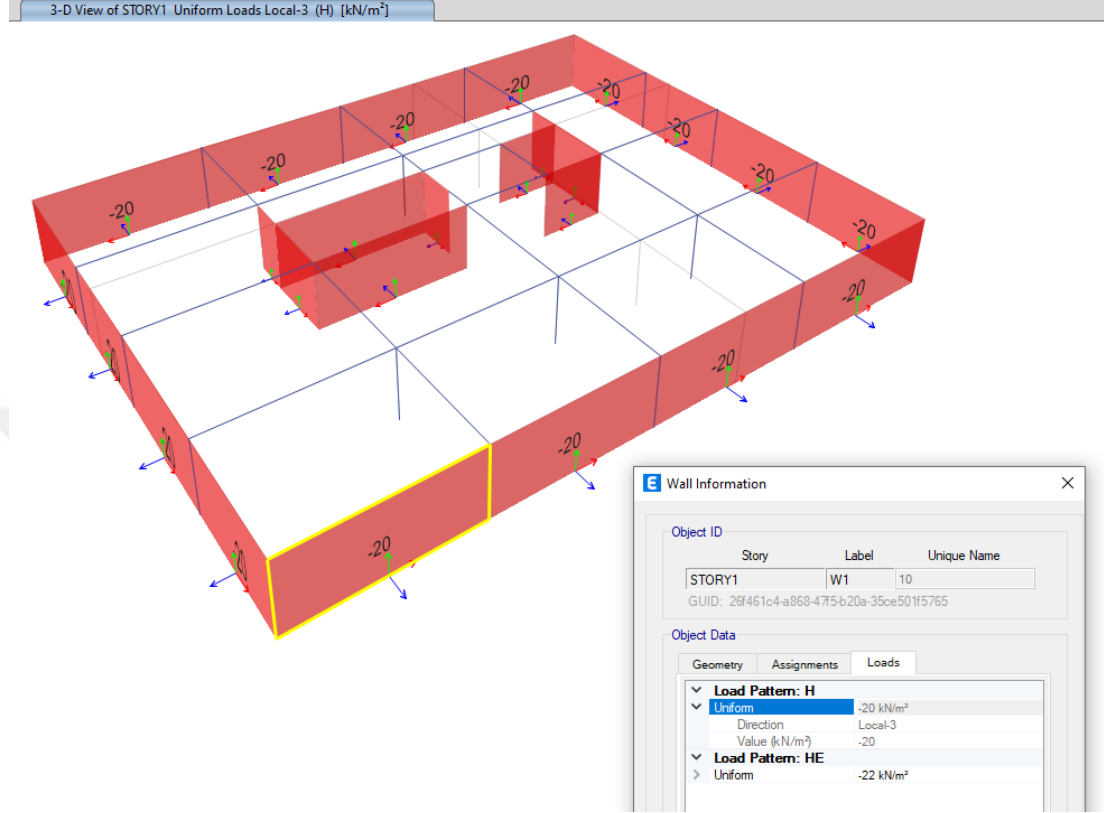 3-D View of STORY1 Uniform Loads Local-3 (H) [kN/m²]
-20
-20
-20
-20
-20
-20
-20
-20
-20
-20
-20
-20
Wall Information
Object ID
Story Label Unique Name
STORY1 W1 10
GUID: 26f461c4-a868-47f5-b20a-35ce501f5765
Object Data
Geometry Assignments Loads
Load Pattern: H
Uniform -20 kN/m²
Direction Local-3
Value (kN/m²) -20
Load Pattern: HE
Uniform -22 kN/m²